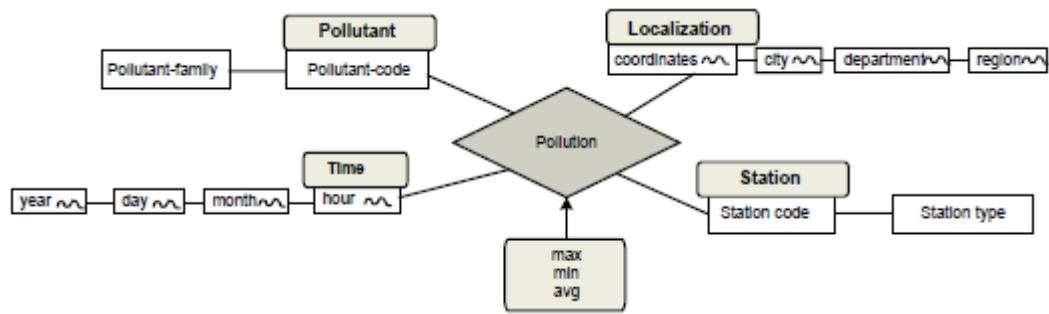 Pollutant
Pollutant-family
Pollutant-code
Localization
coordinates
city
department
region
Pollution
Time
year
day
month
hour
Station
Station code
Station type
max
min
avg